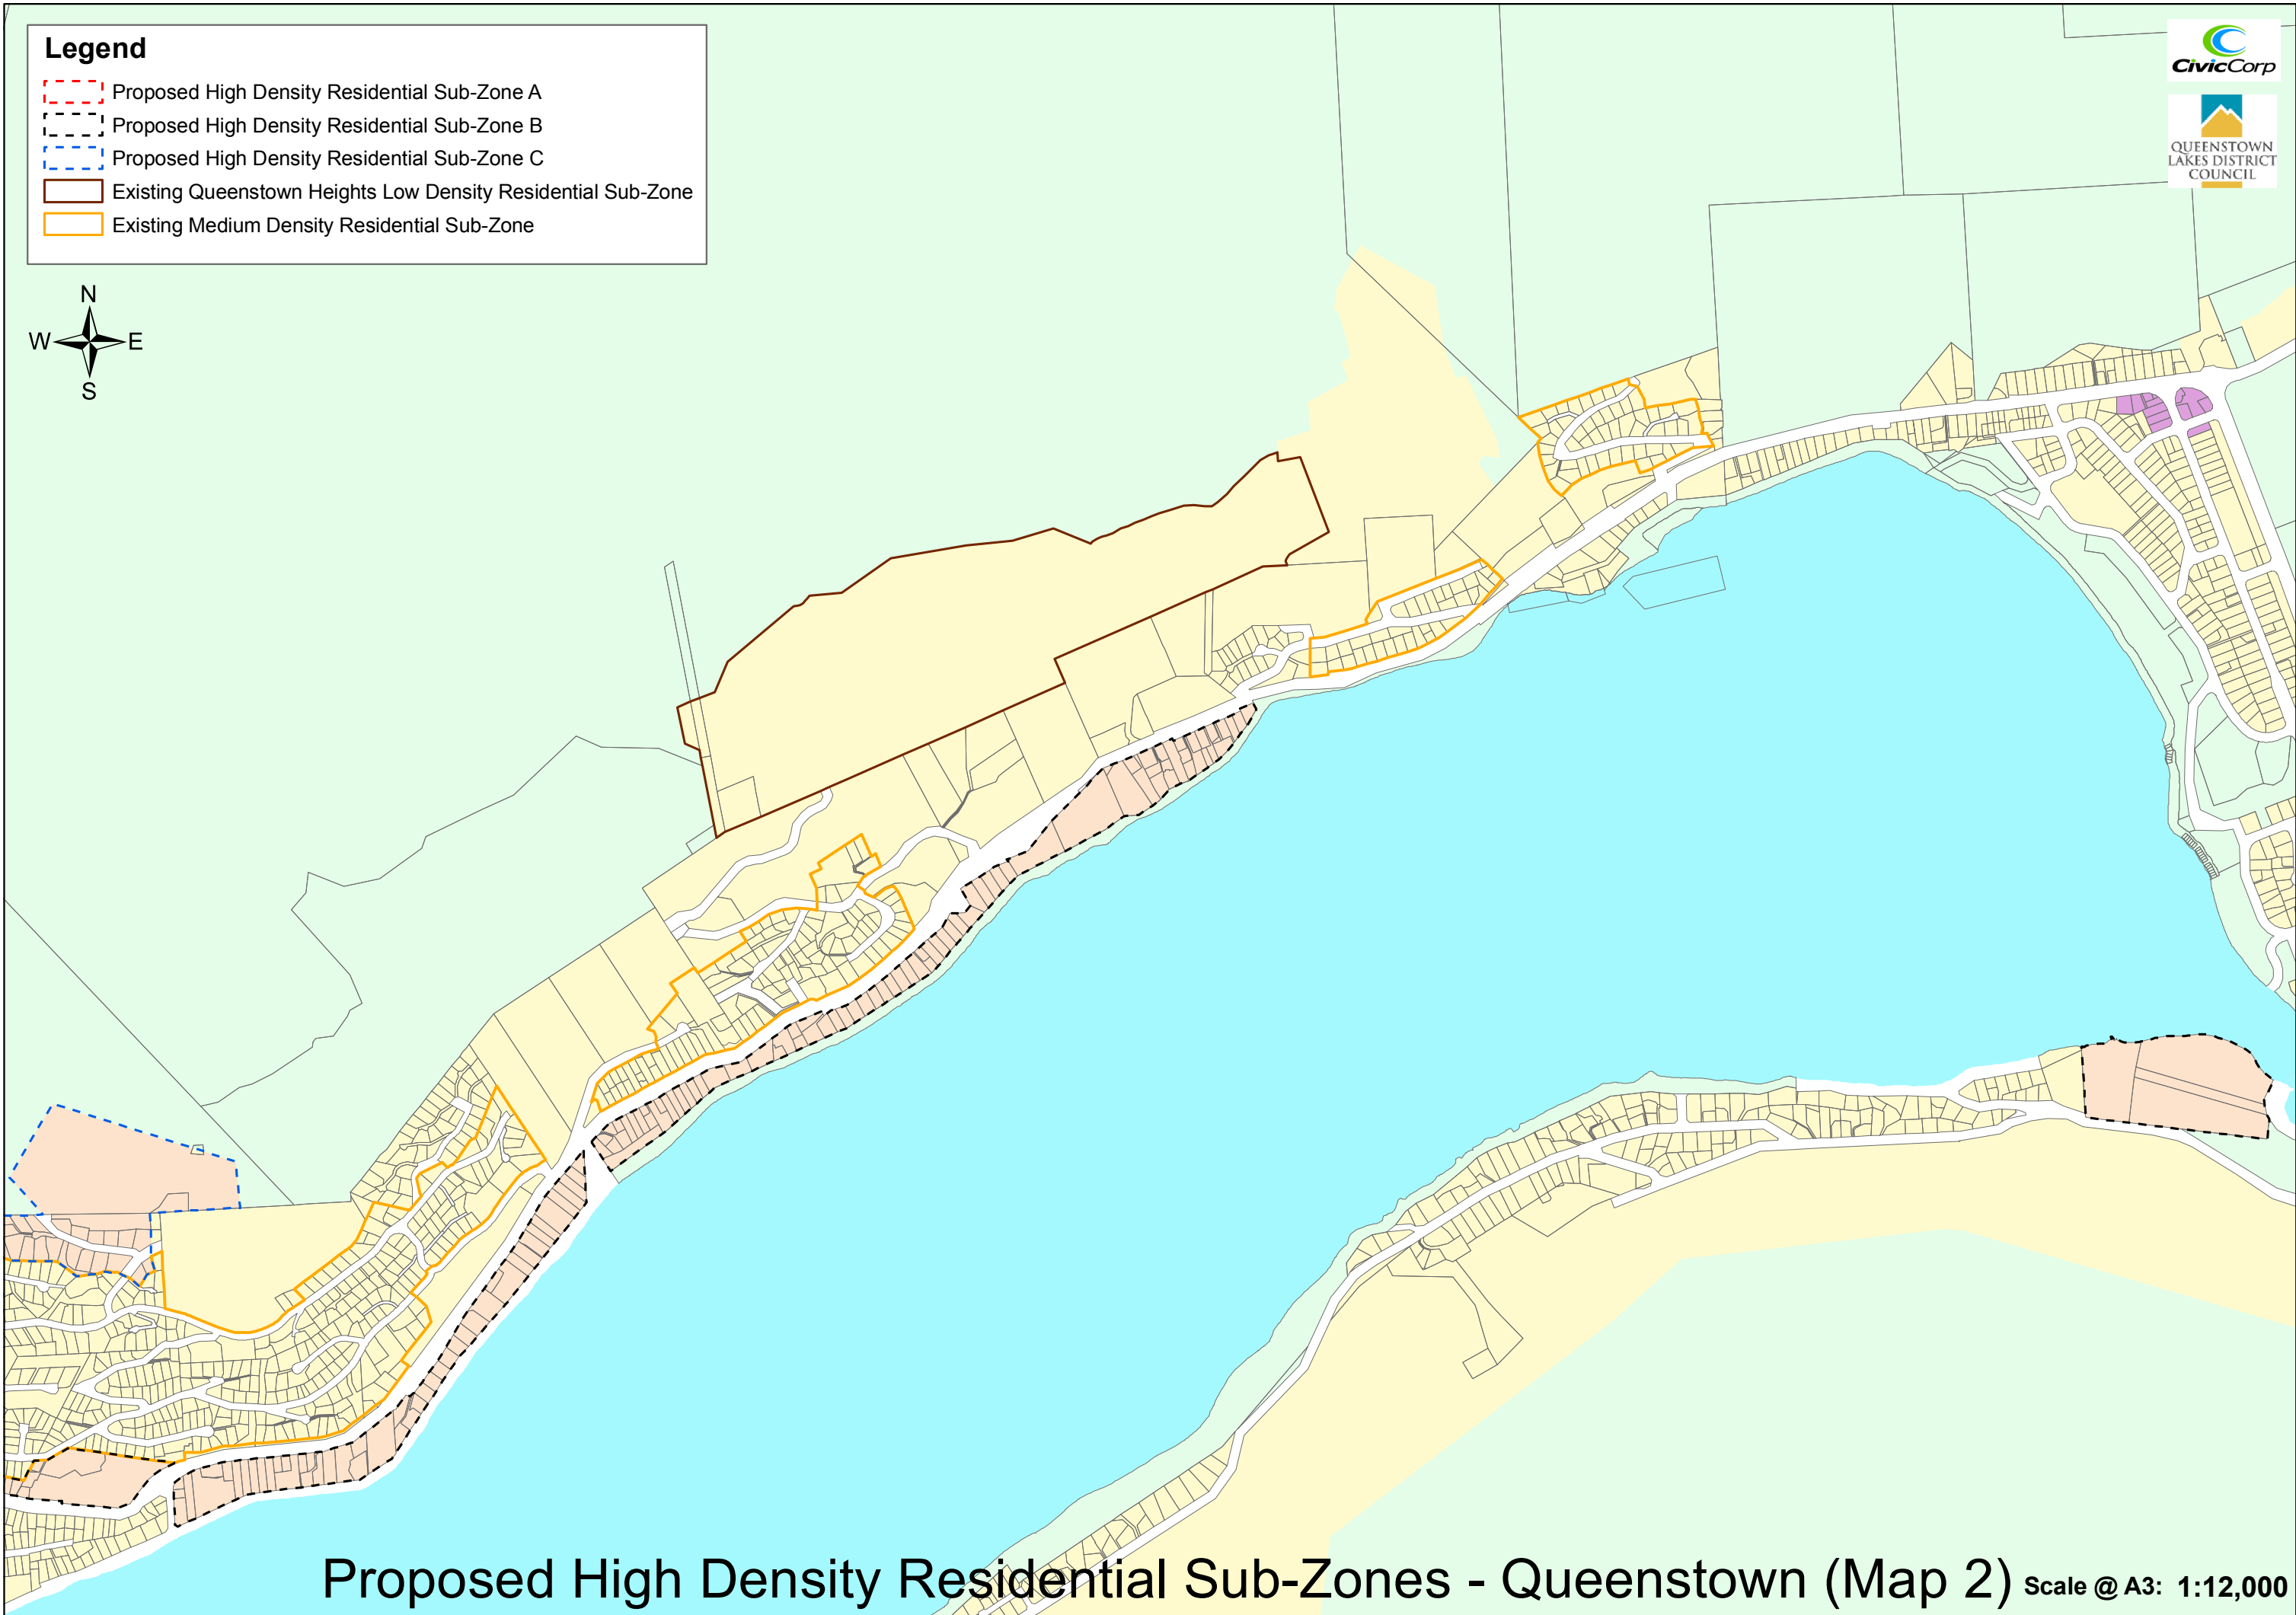 Legend
Proposed High Density Residential Sub-Zone A
Proposed High Density Residential Sub-Zone B
Proposed High Density Residential Sub-Zone C
Existing Queenstown Heights Low Density Residential Sub-Zone
Existing Medium Density Residential Sub-Zone
CivicCorp
QUEENSTOWN
LAKES DISTRICT
COUNCIL
N
W E
S
Proposed High Density Residential Sub-Zones - Queenstown (Map 2) Scale @ A3: 1:12,000